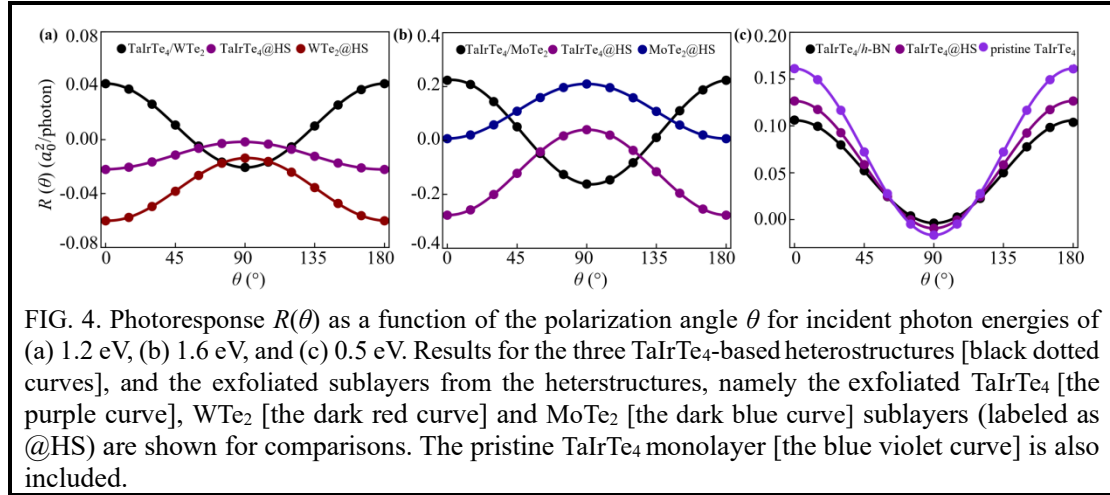 (a) 0.08 TaIrTe₄/WTe₂ TaIrTe₄@HS WTe₂@HS
0.04
0.00
-0.04
-0.08
R (θ) (a₀²/photon)
0 45 90 135 180
θ (°)
(b) 0.4 TaIrTe₄/MoTe₂ TaIrTe₄@HS MoTe₂@HS
0.2
0.0
-0.2
-0.4
0 45 90 135 180
θ (°)
(c) 0.20 TaIrTe₄/h-BN TaIrTe₄@HS pristine TaIrTe₄
0.15
0.10
0.05
0.00
0 45 90 135 180
θ (°)
FIG. 4. Photoresponse R(θ) as a function of the polarization angle θ for incident photon energies of
(a) 1.2 eV, (b) 1.6 eV, and (c) 0.5 eV. Results for the three TaIrTe₄-based heterostructures [black dotted
curves], and the exfoliated sublayers from the heterstructures, namely the exfoliated TaIrTe₄ [the
purple curve], WTe₂ [the dark red curve] and MoTe₂ [the dark blue curve] sublayers (labeled as
@HS) are shown for comparisons. The pristine TaIrTe₄ monolayer [the blue violet curve] is also
included.